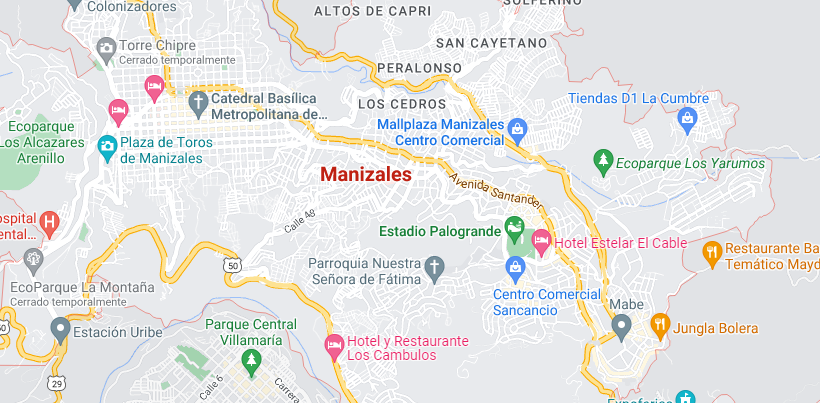 Colonizadores
ALTOS DE CAPRI
SOLFERINO
Torre Chipre
Cerrado temporalmente
SAN CAYETANO
PERALONSO
LOS CEDROS
Catedral Basílica
Metropolitana de...
Tiendas D1 La Cumbre
Mallplaza Manizales
Centro Comercial
Ecoparque
Los Alcazares
Arenillo
Plaza de Toros
de Manizales
Ecoparque Los Yarumos
Manizales
Avenida Santander
Calle 48
Hospital
ental...
Estadio Palogrande
Hotel Estelar El Cable
Restaurante Ba
Temático Mayd
Parroquia Nuestra
Señora de Fátima
50
EcoParque La Montaña
Cerrado temporalmente
Centro Comercial
Sancancio
Mabe
50
Estación Uribe
Parque Central
Villamaría
Hotel y Restaurante
Los Cámbulos
Jungla Bolera
29
Calle 6
Carrera
Expoferias